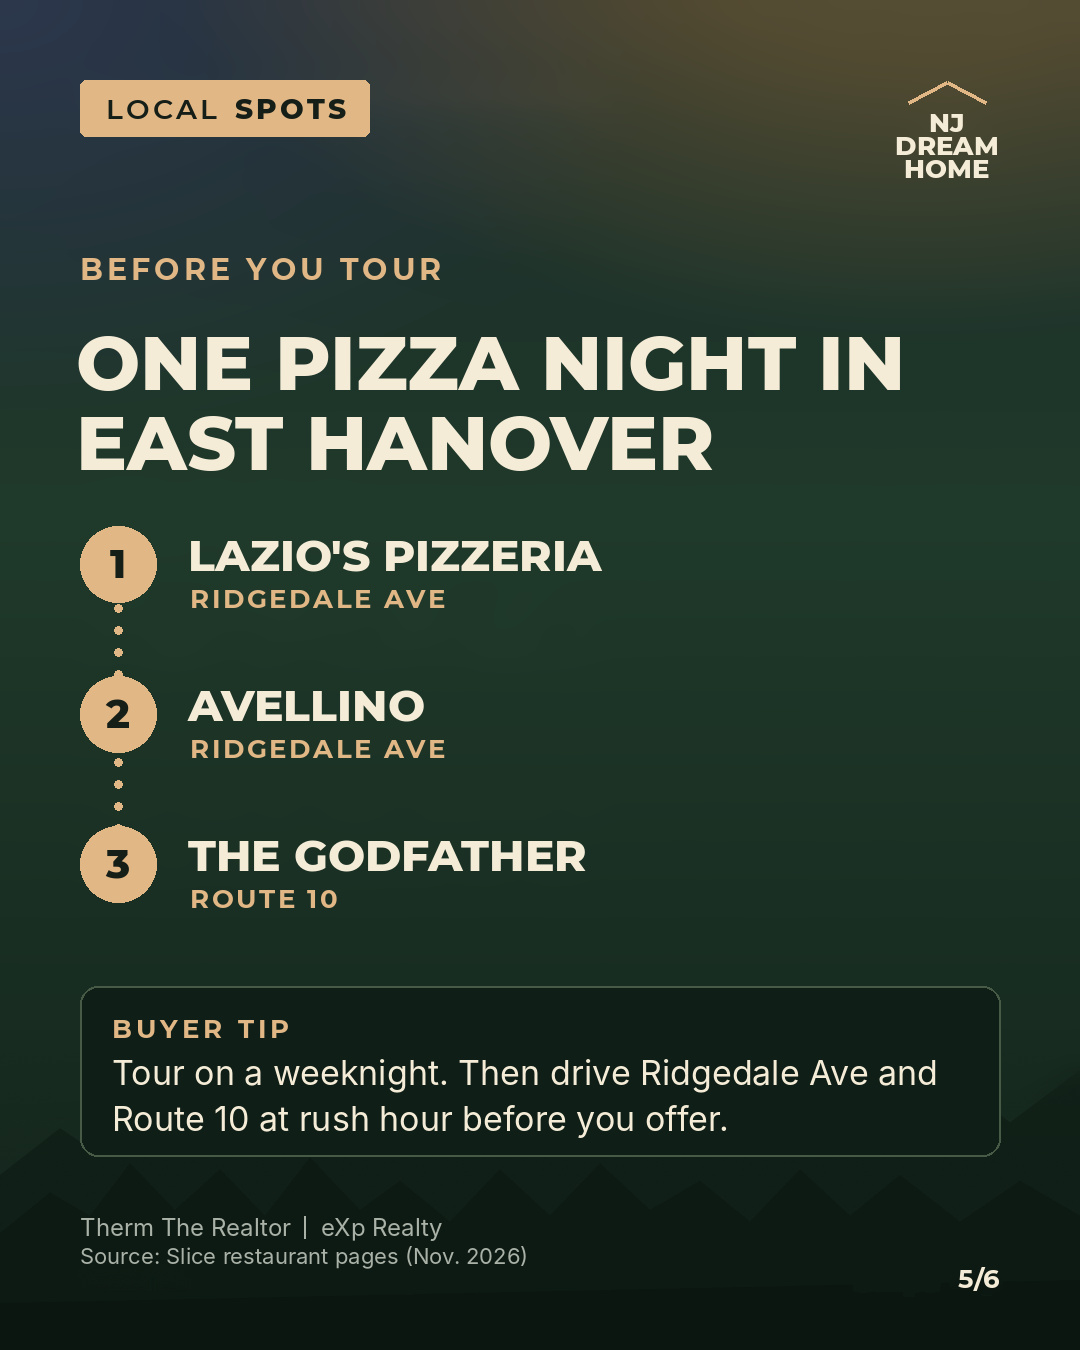 LOCAL SPOTS
NJ
DREAM
HOME
BEFORE YOU TOUR
ONE PIZZA NIGHT IN
EAST HANOVER
1
LAZIO'S PIZZERIA
RIDGEDALE AVE
2
AVELLINO
RIDGEDALE AVE
3
THE GODFATHER
ROUTE 10
BUYER TIP
Tour on a weeknight. Then drive Ridgedale Ave and
Route 10 at rush hour before you offer.
Therm The Realtor | eXp Realty
Source: Slice restaurant pages (Nov. 2026)
5/6